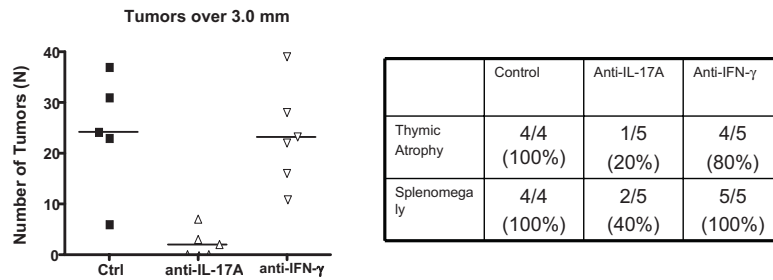 Tumors over 3.0 mm
Number of Tumors (N)
40
30
20
10
0
Ctrl anti-IL-17A anti-IFN-γ
Control Anti-IL-17A Anti-IFN-γ
Thymic
Atrophy
4/4
(100%)
1/5
(20%)
4/5
(80%)
Splenomega
ly
4/4
(100%)
2/5
(40%)
5/5
(100%)